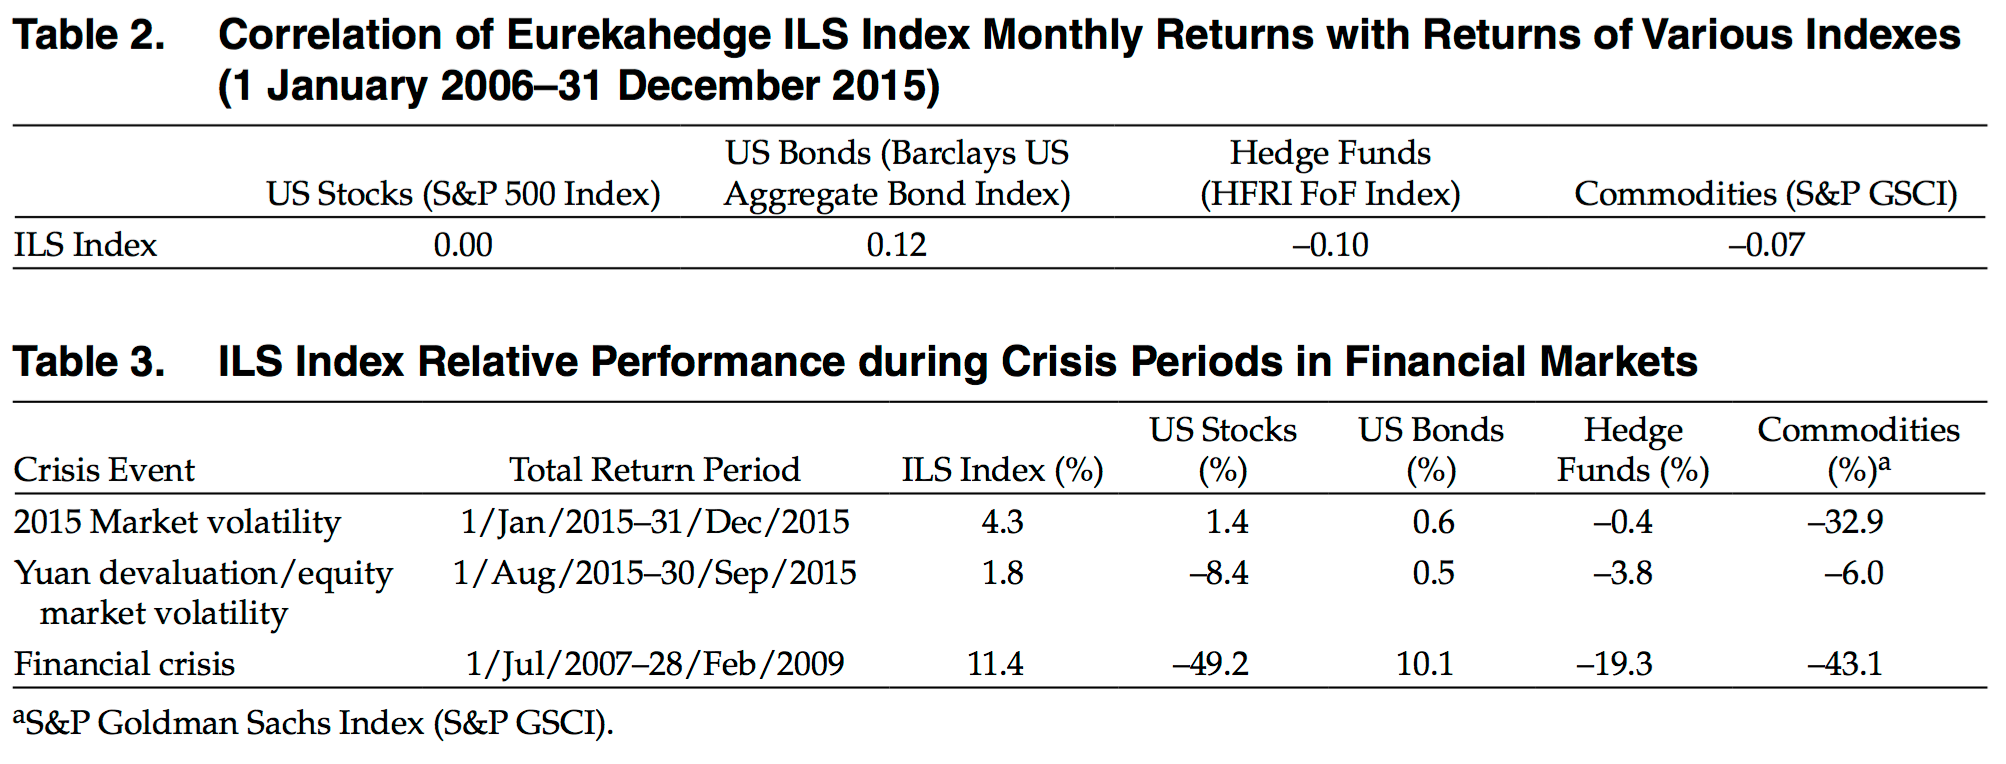 Table 2. Correlation of Eurekahedge ILS Index Monthly Returns with Returns of Various Indexes
(1 January 2006–31 December 2015)
US Bonds (Barclays US Hedge Funds
US Stocks (S&P 500 Index) Aggregate Bond Index) (HFRI FoF Index) Commodities (S&P GSCI)
ILS Index 0.00 0.12 –0.10 –0.07
Table 3. ILS Index Relative Performance during Crisis Periods in Financial Markets
US Stocks US Bonds Hedge Commodities
Crisis Event Total Return Period ILS Index (%) (%) (%) Funds (%) (%)a
2015 Market volatility 1/Jan/2015–31/Dec/2015 4.3 1.4 0.6 –0.4 –32.9
Yuan devaluation/equity 1/Aug/2015–30/Sep/2015 1.8 –8.4 0.5 –3.8 –6.0
market volatility
Financial crisis 1/Jul/2007–28/Feb/2009 11.4 –49.2 10.1 –19.3 –43.1
aS&P Goldman Sachs Index (S&P GSCI).